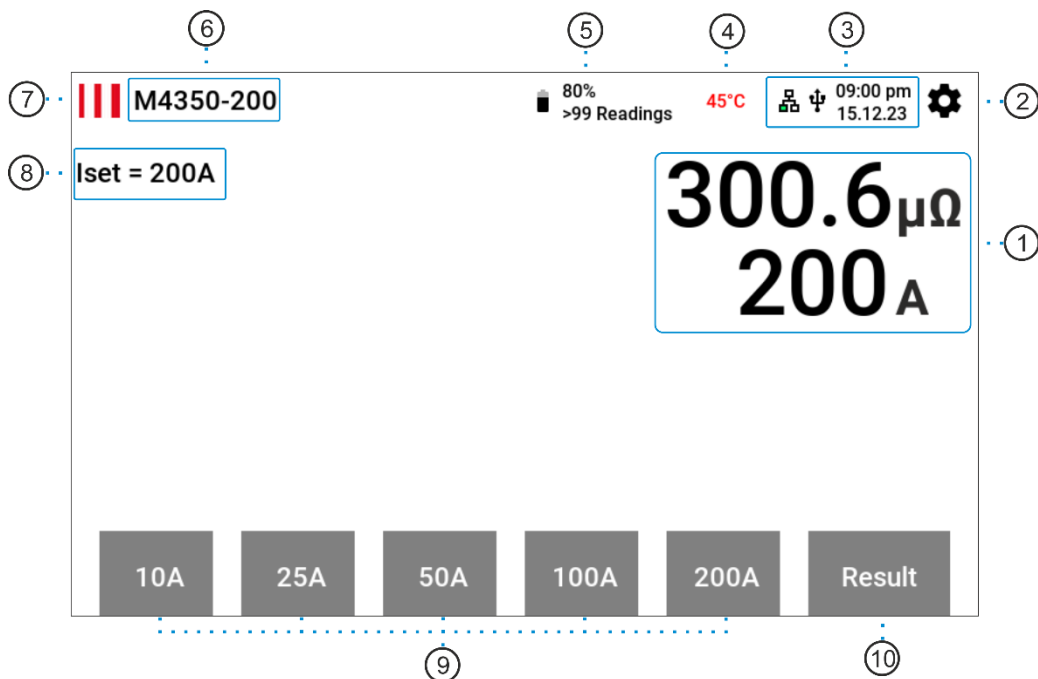 6
5
4
3
7
M4350-200
80%
>99 Readings
45°C
09:00 pm
15.12.23
2
8
Iset = 200A
300.6µΩ
200 A
1
10A
25A
50A
100A
200A
Result
9
10